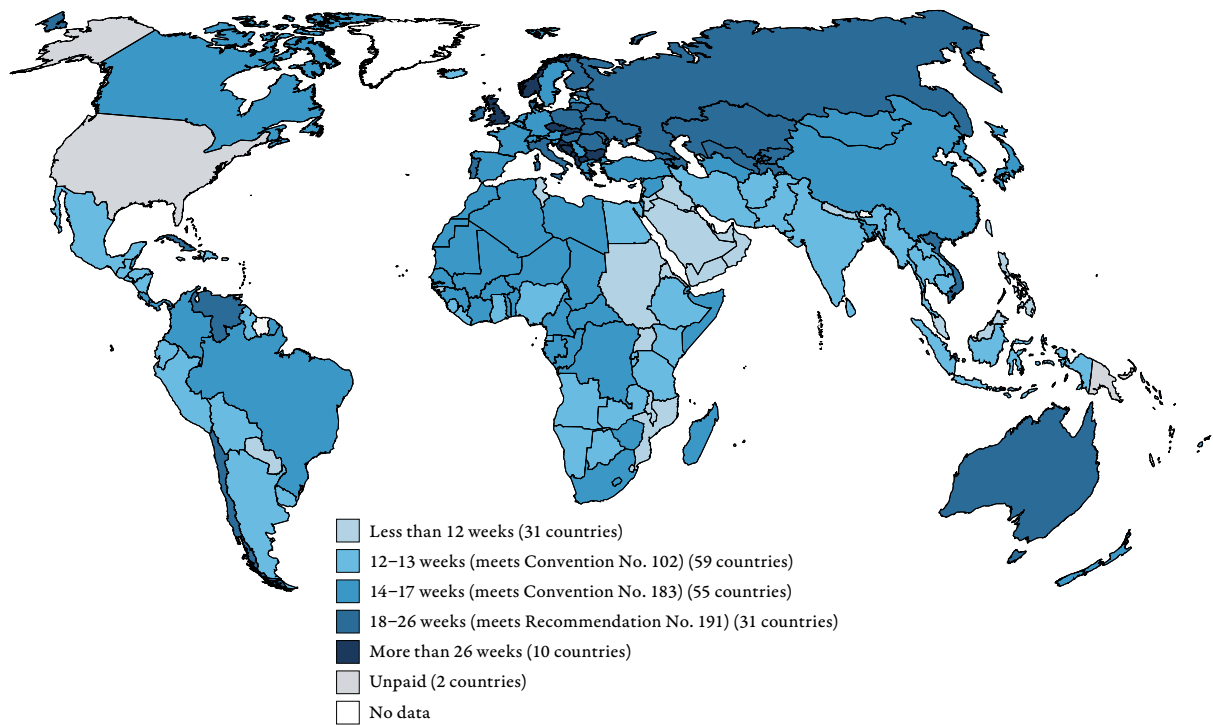 Less than 12 weeks (31 countries)
12–13 weeks (meets Convention No. 102) (59 countries)
14–17 weeks (meets Convention No. 183) (55 countries)
18–26 weeks (meets Recommendation No. 191) (31 countries)
More than 26 weeks (10 countries)
Unpaid (2 countries)
No data